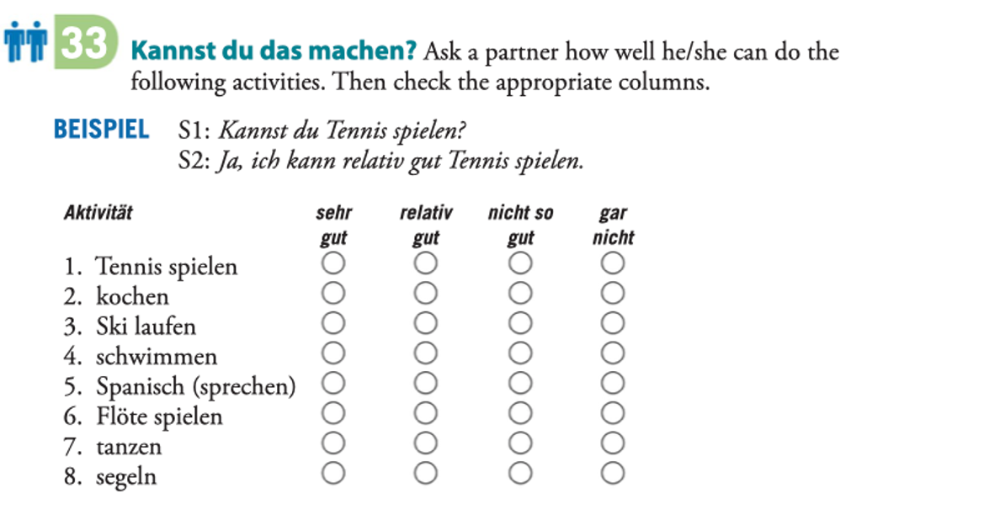 33 Kannst du das machen? Ask a partner how well he/she can do the
following activities. Then check the appropriate columns.
BEISPIEL S1: Kannst du Tennis spielen?
S2: Ja, ich kann relativ gut Tennis spielen.
Aktivität sehr relativ nicht so gar
gut gut gut nicht
1. Tennis spielen
2. kochen
3. Ski laufen
4. schwimmen
5. Spanisch (sprechen)
6. Flöte spielen
7. tanzen
8. segeln